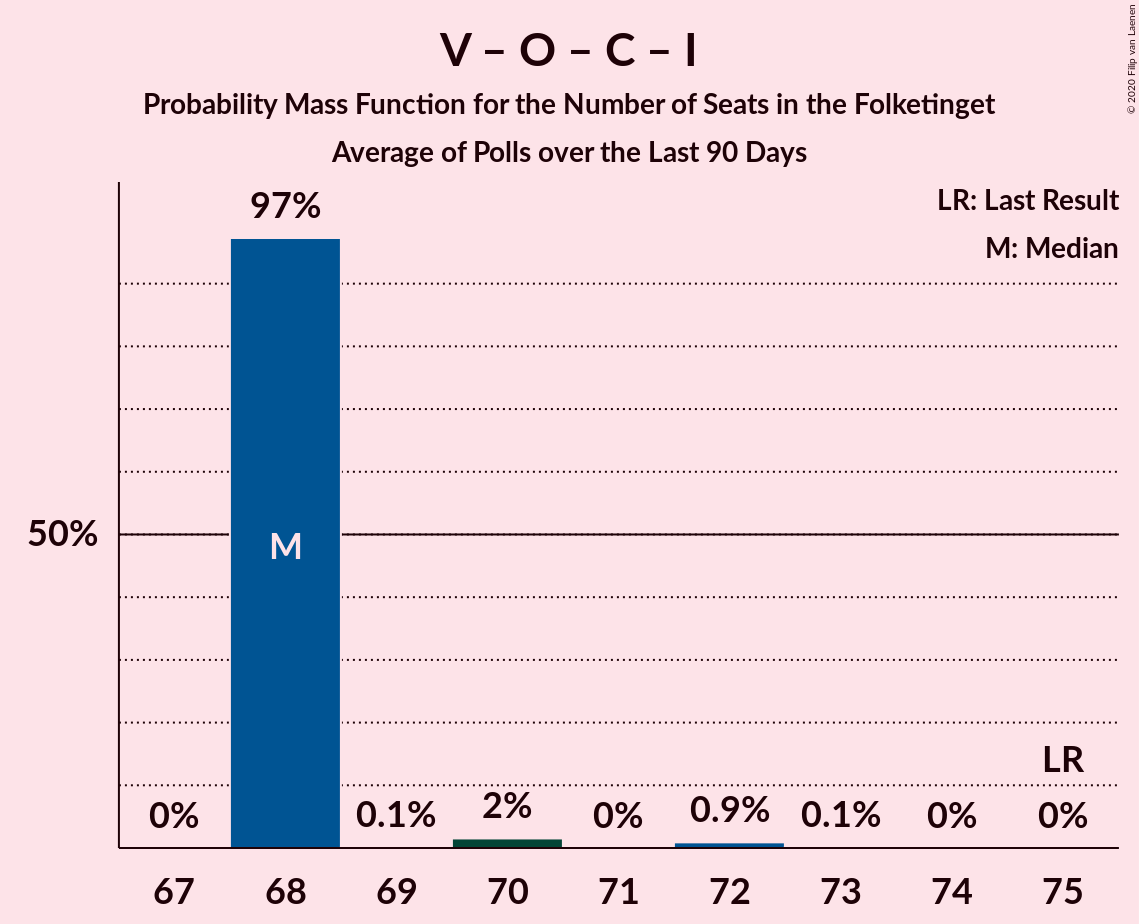 V – O – C – I
Probability Mass Function for the Number of Seats in the Folketinget
Average of Polls over the Last 90 Days
© 2020 Filip van Laenen
LR: Last Result
M: Median
97%
50%
M
LR
0%
0.1%
2%
0%
0.9%
0.1%
0%
0%
67
68
69
70
71
72
73
74
75